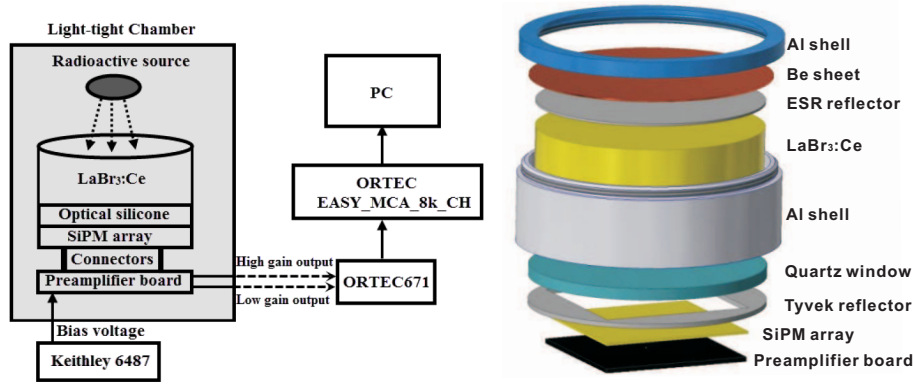 Light-tight Chamber
Radioactive source
LaBr₃:Ce
Optical silicone
SiPM array
Connectors
Preamplifier board
Bias voltage
Keithley 6487
High gain output
Low gain output
PC
ORTEC
EASY_MCA_8k_CH
ORTEC671
Al shell
Be sheet
ESR reflector
LaBr₃:Ce
Al shell
Quartz window
Tyvek reflector
SiPM array
Preamplifier board